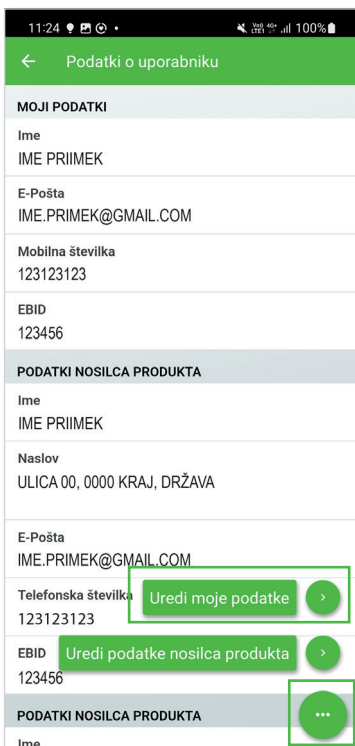 11:24
100%
Podatki o uporabniku
MOJI PODATKI
Ime
IME PRIIMEK
E-Pošta
IME.PRIMEK@GMAIL.COM
Mobilna številka
123123123
EBID
123456
PODATKI NOSILCA PRODUKTA
Ime
IME PRIIMEK
Naslov
ULICA 00, 0000 KRAJ, DRŽAVA
E-Pošta
IME.PRIMEK@GMAIL.COM
Telefonska številka
Uredi moje podatke
123123123
EBID
Uredi podatke nosilca produkta
123456
PODATKI NOSILCA PRODUKTA
Ime